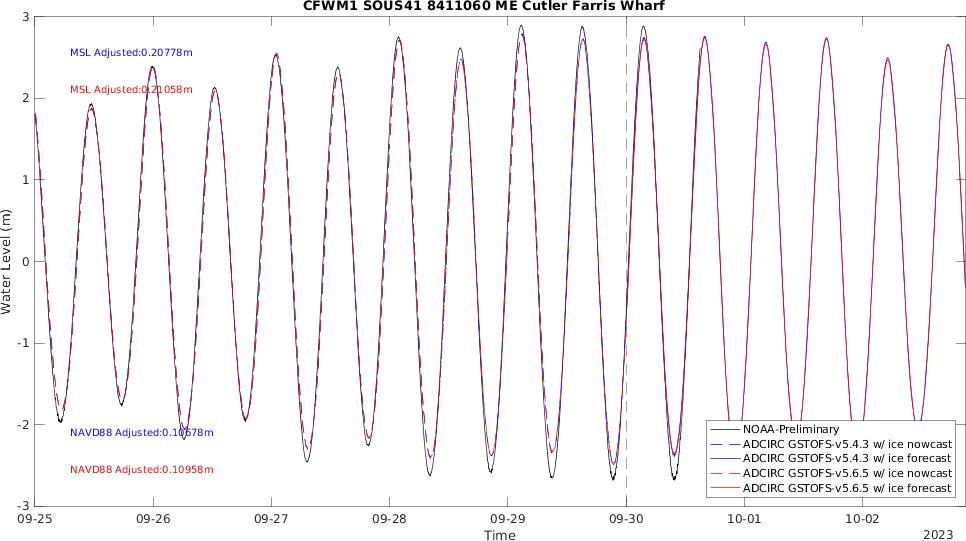 CFWM1 SOUS41 8411060 ME Cutler Farris Wharf
3
MSL Adjusted:0.20778m
MSL Adjusted:0.21058m
2
1
Water Level (m)
0
-1
-2
NAVD88 Adjusted:0.10678m
NAVD88 Adjusted:0.10958m
-3
NOAA-Preliminary
ADCIRC GSTOFS-v5.4.3 w/ ice nowcast
ADCIRC GSTOFS-v5.4.3 w/ ice forecast
ADCIRC GSTOFS-v5.6.5 w/ ice nowcast
ADCIRC GSTOFS-v5.6.5 w/ ice forecast
09-25 09-26 09-27 09-28 09-29 09-30 10-01 10-02
Time
2023